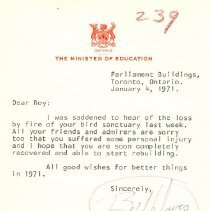 239
ONTARIO
THE MINISTER OF EDUCATION
Parliament Buildings,
Toronto, Ontario.
January 4, 1971.
Dear Roy:
I was saddened to hear of the loss
by fire of your bird sanctuary last week.
All your friends and admirers are sorry
too that you suffered some personal injury
and I hope that you are soon completely
recovered and able to start rebuilding.
All good wishes for better things
in 1971.
Sincerely,